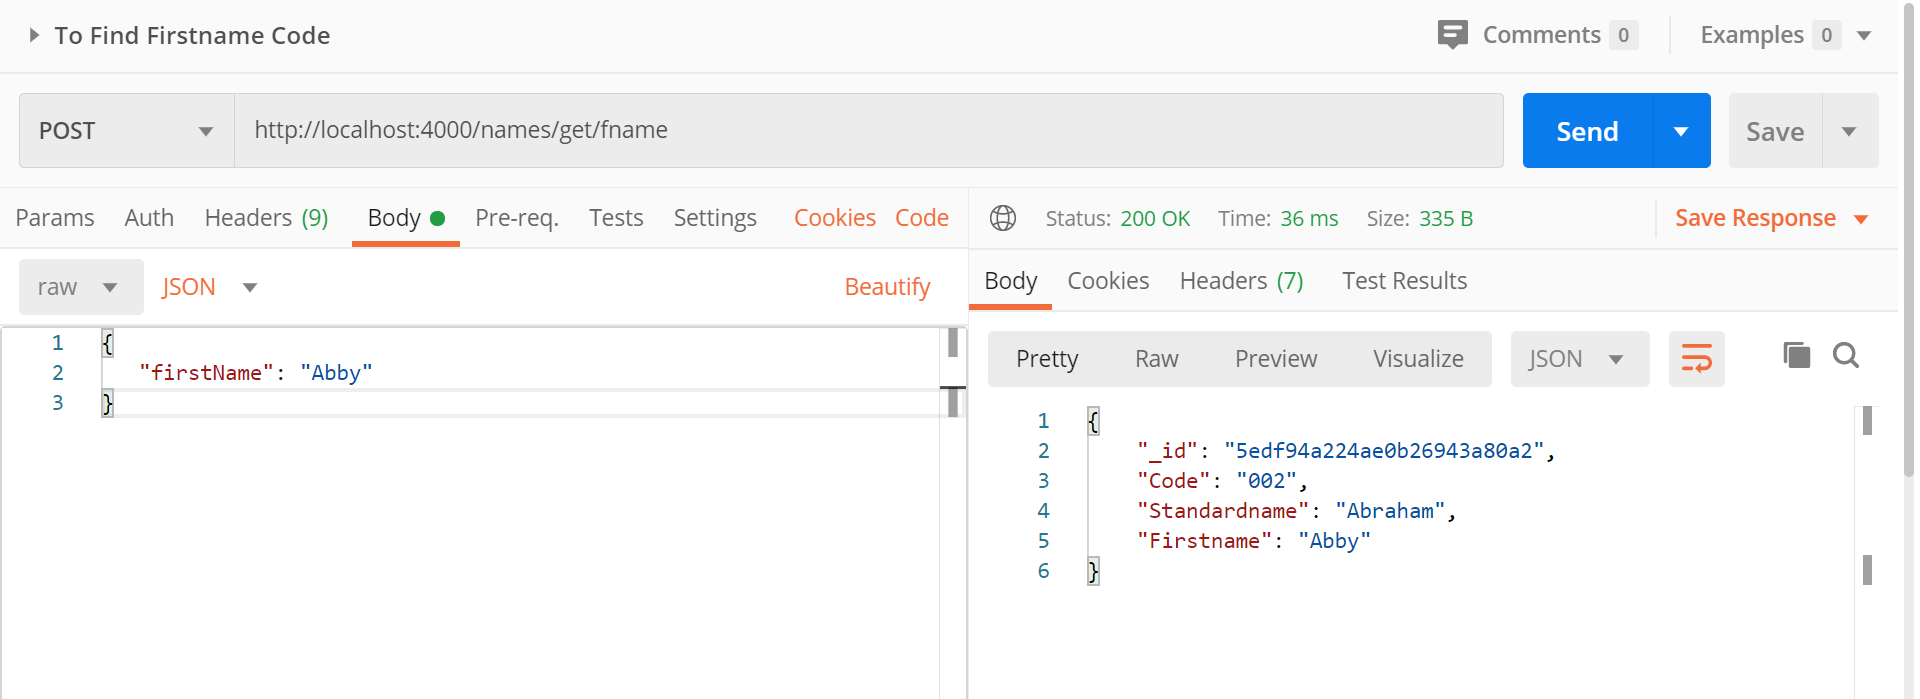 To Find Firstname Code
Comments 0
Examples 0
POST
http://localhost:4000/names/get/fname
Send
Save
Params Auth Headers (9) Body Pre-req. Tests Settings Cookies Code
Status: 200 OK Time: 36 ms Size: 335 B Save Response
raw JSON Beautify
Body Cookies Headers (7) Test Results
1 {
2 "firstName": "Abby"
3 }
Pretty Raw Preview Visualize JSON
1 {
2 "_id": "5edf94a224ae0b26943a80a2",
3 "Code": "002",
4 "Standardname": "Abraham",
5 "Firstname": "Abby"
6 }